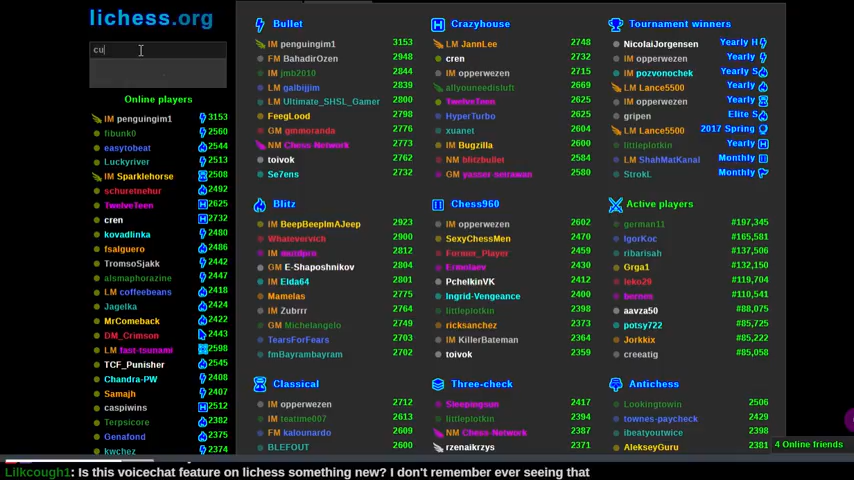 lichess.org
cu
Online players
IM penguingim1 3153
fibunk0 2560
easytobeat 2544
Luckyriver 2513
IM Sparklehorse 2508
schuretnehur 2492
TwelveTeen 2625
cren 2732
kovadlinka 2480
fsalguero 2486
TromsoSjakk 2442
alsmaphorazine 2447
LM coffeebeans 2418
Jagelka 2424
MrComeback 2422
DM_Crimson 2443
LM fast-tsunami 2598
TCF_Punisher 2545
Chandra-PW 2408
Samajh 2407
caspiwins 2512
Terpsicore 2382
Genafond 2375
kwchez 2374
Bullet
IM penguingim1 3153
FM BahadirOzen 2948
IM jmb2010 2844
LM galbijjim 2839
LM Ultimate_SHSL_Gamer 2800
FeegLood 2798
GM gmmoranda 2776
NM Chess-Network 2773
toivok 2762
Se7ens 2732
Crazyhouse
LM JannLee 2748
cren 2732
IM opperwezen 2715
allyouneedisluft 2669
TwelveTeen 2625
HyperTurbo 2625
xuanet 2604
IM Bugzilla 2600
NM blitzbullet 2584
GM yasser-seirawan 2580
Tournament winners
NicolaiJorgensen Yearly H
IM opperwezen Yearly
IM pozvonochek Yearly S
LM Lance5500 Yearly
IM opperwezen Yearly
gripen Elite S
LM Lance5500 2017 Spring
littleplotkin Yearly
LM ShahMatKanal Monthly
StrokL Monthly
Blitz
IM BeepBeepImAJeep 2923
Whatevervich 2900
IM 2812
GM E-Shaposhnikov 2804
IM Elda64 2801
Mamelas 2775
IM Zubrrr 2764
GM Michelangelo 2749
TearsForFears 2703
fmBayrambayram 2702
Chess960
IM opperwezen 2602
SexyChessMen 2470
Former_Player 2459
Ermolaev 2430
PchelkinVK 2412
Ingrid-Vengeance 2400
littleplotkin 2398
ricksanchez 2373
IM KillerBateman 2364
toivok 2359
Active players
german11 #197,345
IgorKoc #165,581
ribarisah #137,506
Grga1 #132,150
leko29 #119,704
bernes #110,541
aavza50 #88,075
potsy722 #85,725
Jorkkix #85,222
creeatig #85,058
Classical
IM opperwezen 2712
IM teatime007 2613
FM kalounardo 2609
BLEFOUT 2600
Three-check
Sleepingsun 2417
littleplotkin 2394
NM Chess-Network 2387
rzenaikrzys 2371
Antichess
Lookingtowin 2506
townes-paycheck 2429
ibeatyoutwice 2398
AlekseyGuru 2381
4 Online friends
Lilkcough1: Is this voicechat feature on lichess something new? I don't remember ever seeing that